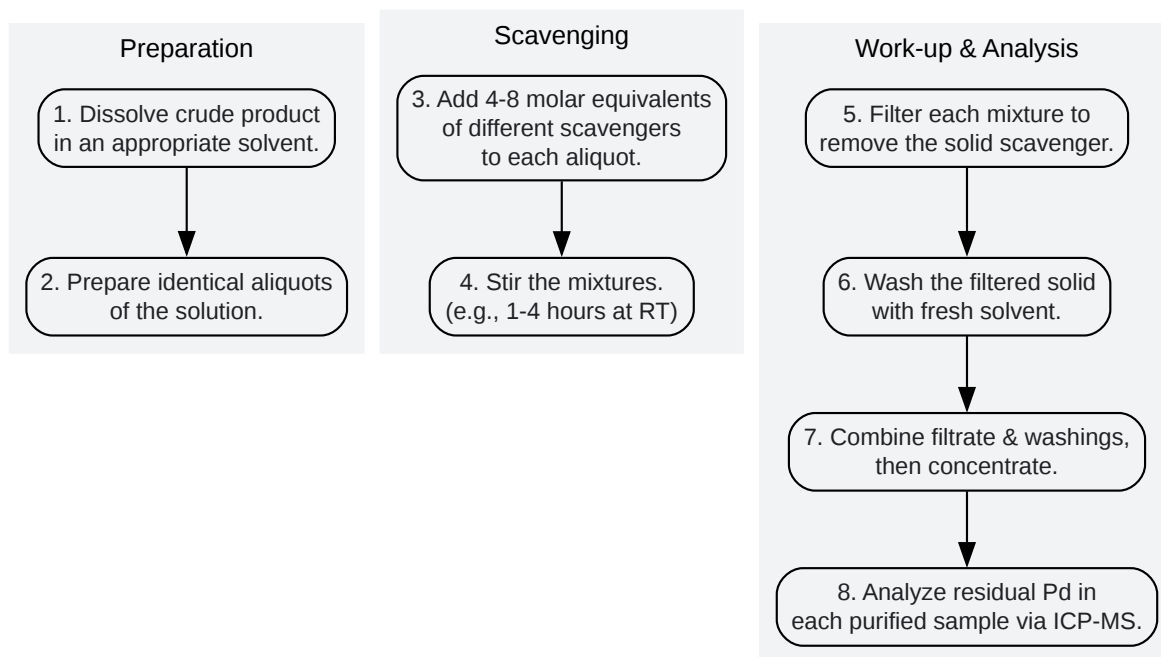 Preparation
1. Dissolve crude product
in an appropriate solvent.
2. Prepare identical aliquots
of the solution.
Scavenging
3. Add 4-8 molar equivalents
of different scavengers
to each aliquot.
4. Stir the mixtures.
(e.g., 1-4 hours at RT)
Work-up & Analysis
5. Filter each mixture to
remove the solid scavenger.
6. Wash the filtered solid
with fresh solvent.
7. Combine filtrate & washings,
then concentrate.
8. Analyze residual Pd in
each purified sample via ICP-MS.